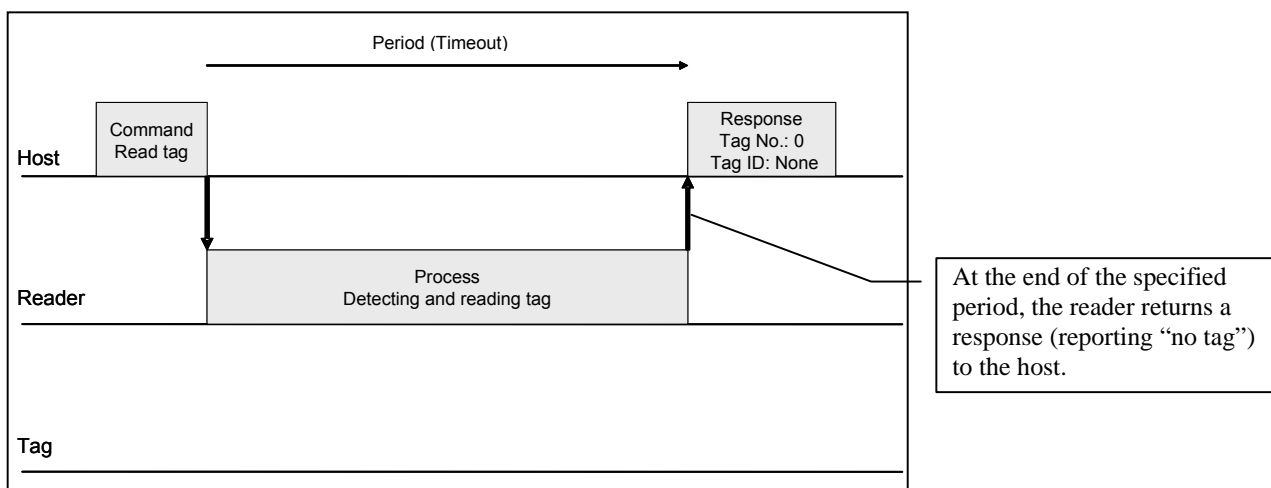 Period (Timeout)
Command
Read tag
Response
Tag No.: 0
Tag ID: None
Host
Process
Detecting and reading tag
Reader
At the end of the specified
period, the reader returns a
response (reporting “no tag”)
to the host.
Tag